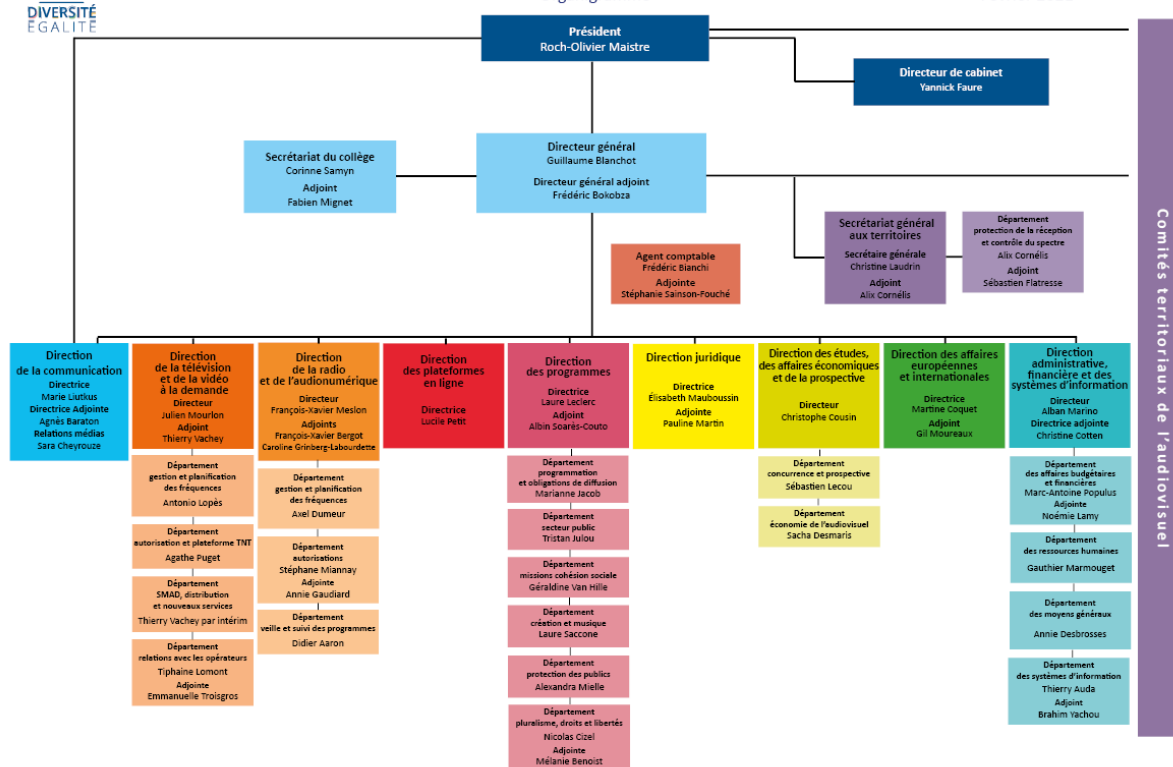 DIVERSITÉ
EGALITÉ
Président
Roch-Olivier Maistre
Directeur de cabinet
Yannick Faure
Directeur général
Guillaume Blanchot
Directeur général adjoint
Frédéric Bokobza
Secrétariat du collège
Corinne Samyn
Adjoint
Fabien Mignet
Secrétariat général
aux territoires
Secrétaire générale
Christine Laudrin
Adjoint
Alix Cornélis
Département
protection de la réception
et contrôle du spectre
Alix Cornélis
Adjoint
Sébastien Flatresse
Agent comptable
Frédéric Bianchi
Adjointe
Stéphanie Sainson-Fouché
Comités territoriaux de l'audiovisuel
Direction
de la communication
Directrice
Marie Liutkus
Directrice Adjointe
Agnès Baraton
Relations médias
Sara Cheyrouze
Direction
de la télévision
et de la vidéo à
la demande
Directeur
Julien Mourlon
Adjoint
Thierry Vachey
Département
gestion et planification
des fréquences
Antonio Lopès
Département
autorisation et plateforme TNT
Agathe Puget
Département
SMAD, distribution
et nouveaux services
Thierry Vachey par intérim
Département
relations avec les opérateurs
Tiphaine Lomont
Adjointe
Emmanuelle Troisgros
Direction
de la radio
et de l'audionumérique
Directeur
François-Xavier Meslon
Adjoints
François-Xavier Bergot
Caroline Grinberg-Labourdette
Département
gestion et planification
des fréquences
Axel Dumeur
Département
autorisations
Stéphane Miannay
Adjointe
Annie Gaudiard
Département
veille et suivi des programmes
Didier Aaron
Direction
des plateformes
en ligne
Directrice
Lucile Petit
Direction
des programmes
Directrice
Laure Leclerc
Adjoint
Albin Soarès-Couto
Département
programmation
et obligations de diffusion
Marianne Jacob
Département
secteur public
Tristan Julou
Département
missions cohésion sociale
Géraldine Van Hille
Département
création et musique
Laure Saccone
Département
protection des publics
Alexandra Mielle
Département
pluralisme, droits et libertés
Nicolas Cizel
Adjointe
Mélanie Benoist
Direction juridique
Directrice
Élisabeth Mauboussin
Adjointe
Pauline Martin
Direction des études,
des affaires économiques
et de la prospective
Directeur
Christophe Cousin
Département
concurrence et prospective
Sébastien Lecou
Département
économie de l'audiovisuel
Sacha Desmaris
Direction des affaires
européennes
et internationales
Directrice
Martine Coquet
Adjoint
Gil Moureaux
Direction
administrative,
financière et des
systèmes d'information
Directeur
Alban Marino
Directrice adjointe
Christine Cotten
Département
des affaires budgétaires
et financières
Marc-Antoine Populus
Adjointe
Noémie Lamy
Département
des ressources humaines
Gauthier Marmouget
Département
des moyens généraux
Annie Desbrosses
Département
des systèmes d'information
Thierry Auda
Adjoint
Brahim Yachou